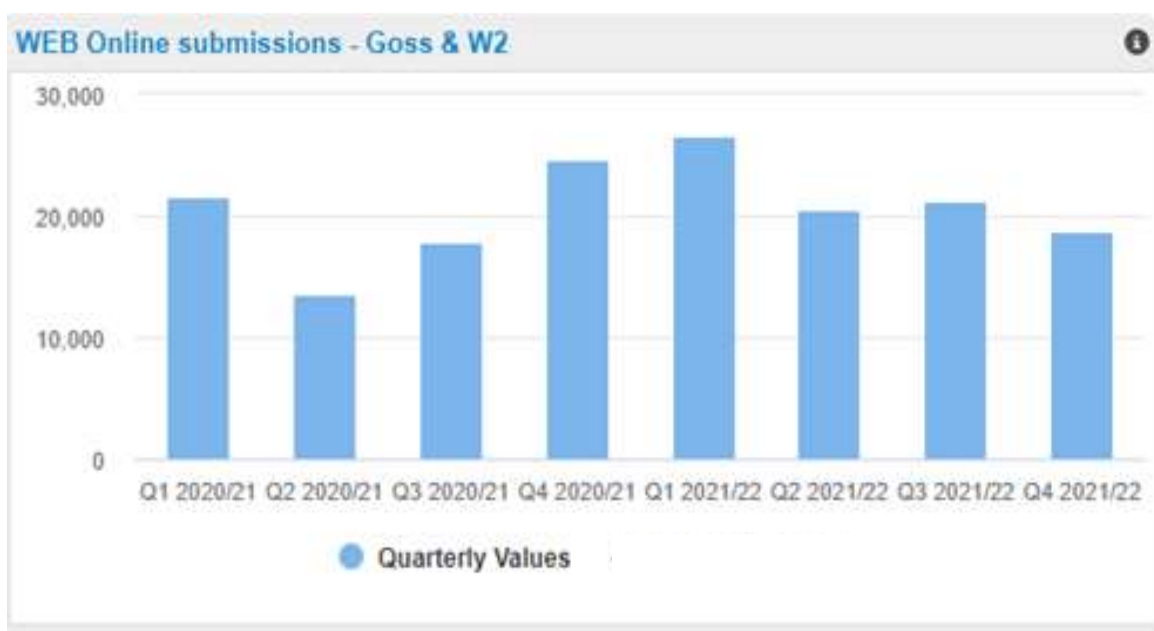 WEB Online submissions - Goss & W2
30,000
20,000
10,000
0
Q1 2020/21 Q2 2020/21 Q3 2020/21 Q4 2020/21 Q1 2021/22 Q2 2021/22 Q3 2021/22 Q4 2021/22
Quarterly Values